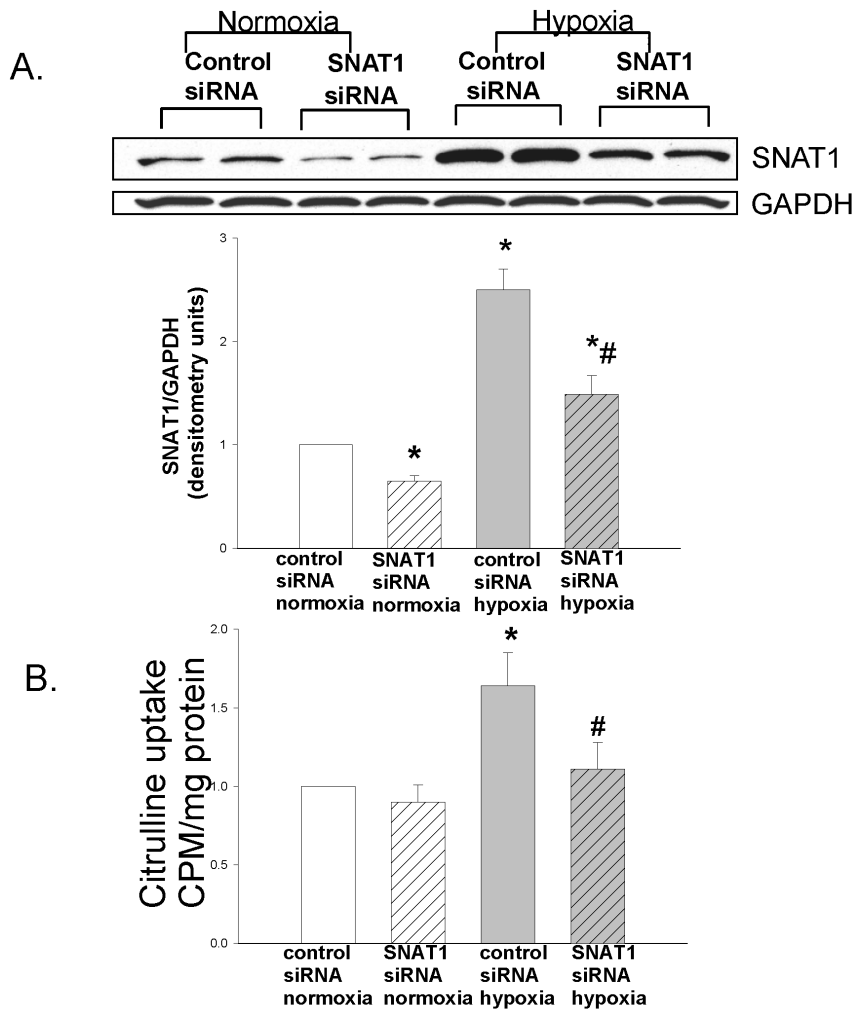 Normoxia Hypoxia
A.
Control SNAT1 Control SNAT1
siRNA siRNA siRNA siRNA
SNAT1
GAPDH
SNAT1/GAPDH
(densitometry units)
3
2
1
0
*
*
*#
control SNAT1 control SNAT1
siRNA siRNA siRNA siRNA
normoxia normoxia hypoxia hypoxia
B.
Citrulline uptake
CPM/mg protein
2.0
1.5
1.0
0.5
0.0
*
#
control SNAT1 control SNAT1
siRNA siRNA siRNA siRNA
normoxia normoxia hypoxia hypoxia